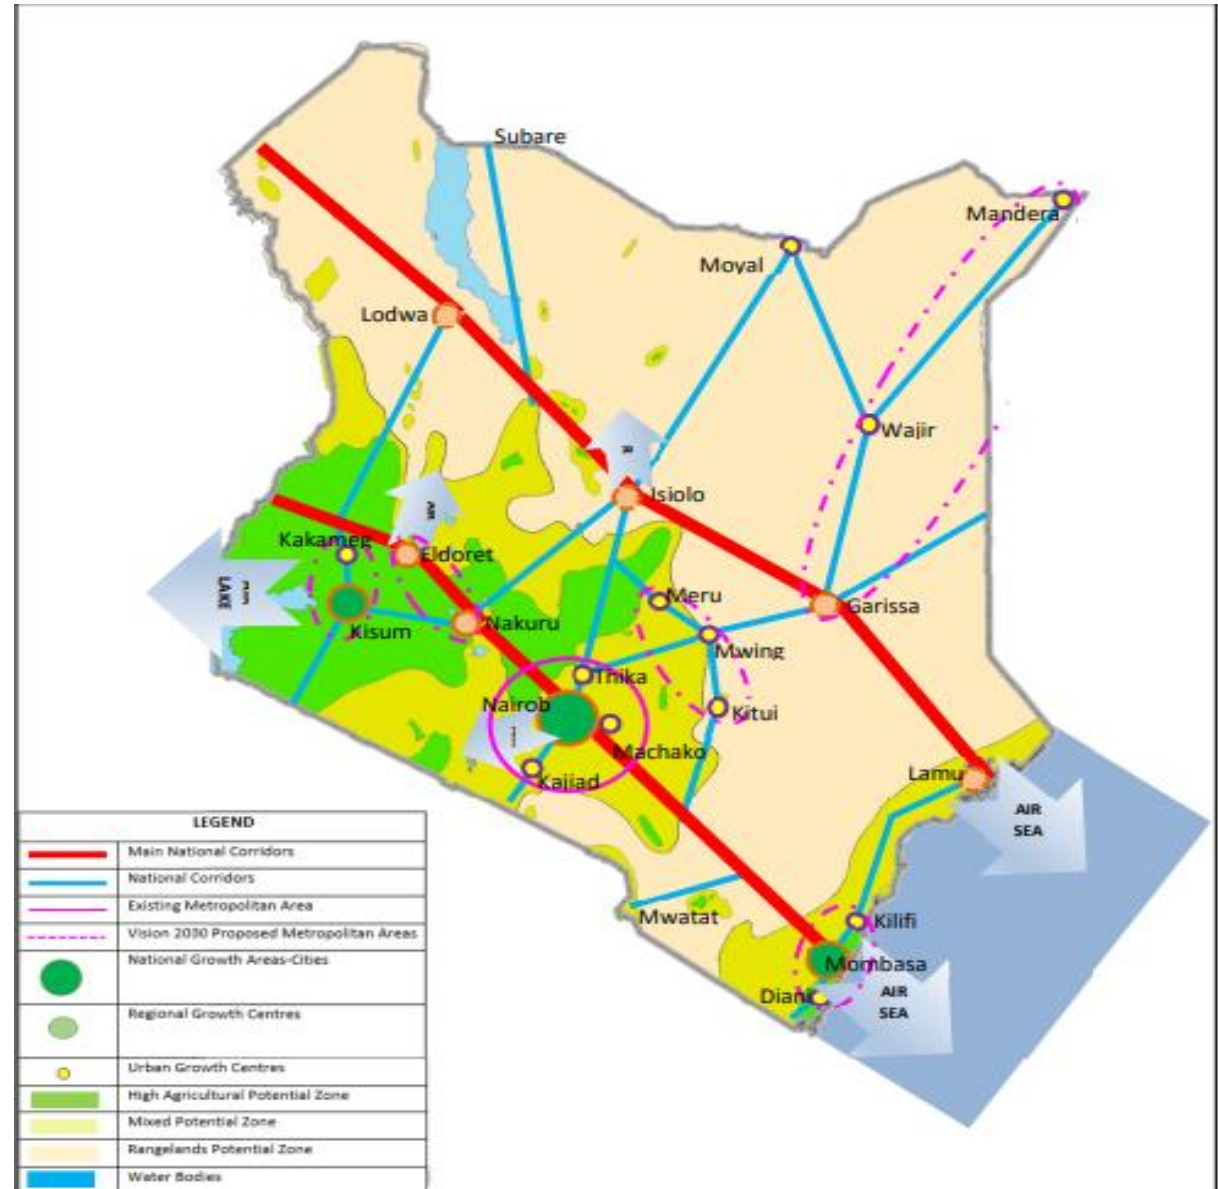 Subare
Mandera
Moyal
Lodwa
Wajir
Isiolo
AIR
Kakameg
Eldoret
LAKE
Meru
Garissa
Kisum
Nakuru
Mwing
Thika
Nairob
Kitui
Machako
Kajiad
Lamu
AIR
SEA
Mwatat
Kilifi
Mombasa
Diani
AIR
SEA
LEGEND
Main National Corridors
National Corridors
Existing Metropolitan Area
Vision 2030 Proposed Metropolitan Areas
National Growth Areas-Cities
Regional Growth Centres
Urban Growth Centres
High Agricultural Potential Zone
Mixed Potential Zone
Rangelands Potential Zone
Water Bodies